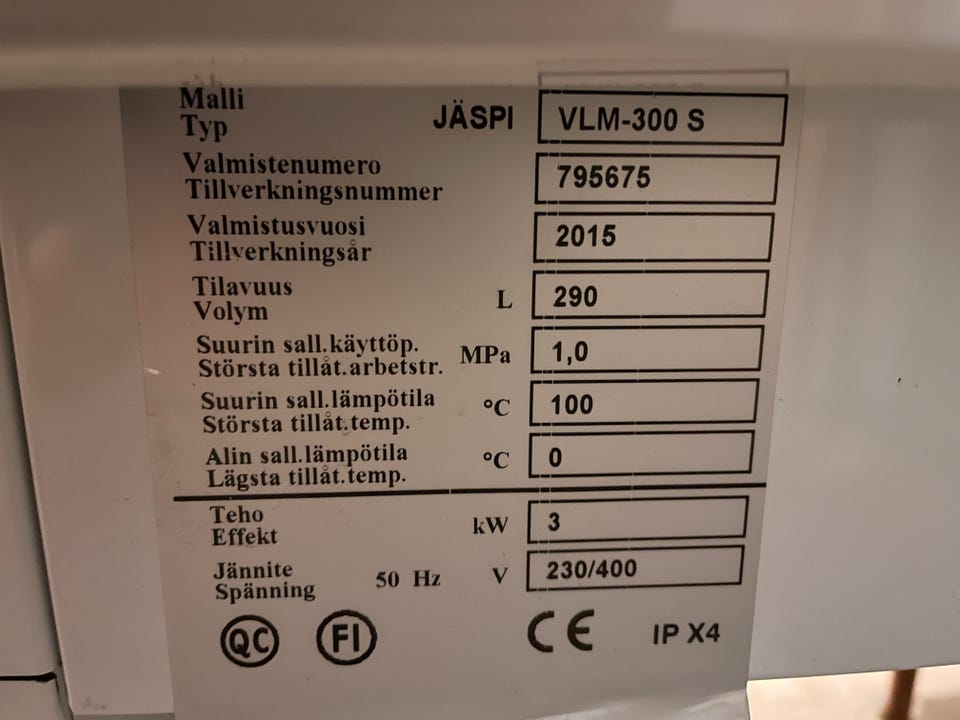 Malli
Typ JÄSPI VLM-300 S
Valmistenumero
Tillverkningsnummer 795675
Valmistusvuosi
Tillverkningsår 2015
Tilavuus
Volym L 290
Suurin sall.käyttöp.
Största tillåt.arbetstr. MPa 1,0
Suurin sall.lämpötila
Största tillåt.temp. °C 100
Alin sall.lämpötila
Lägsta tillåt.temp. °C 0
Teho
Effekt kW 3
Jännite
Spänning 50 Hz V 230/400
QC FI CE IP X4